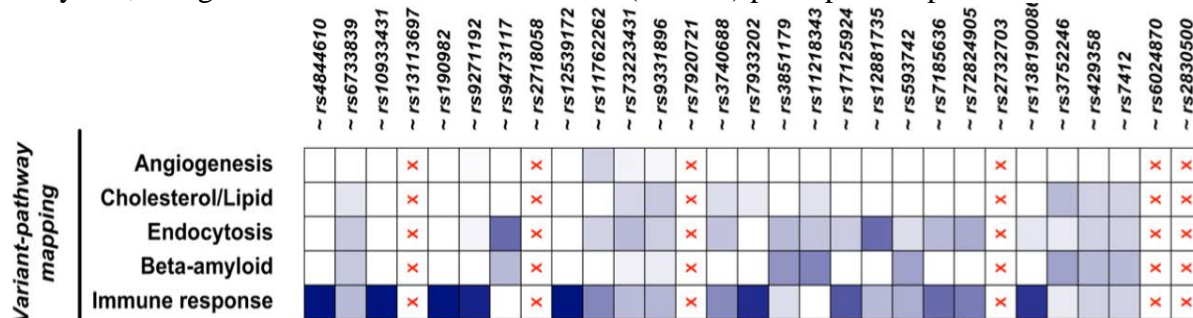 ~ rs4844610
~ rs6733839
~ rs10933431
~ rs13113697
~ rs190982
~ rs9271192
~ rs9473117
~ rs2718058
~ rs12539172
~ rs11762262
~ rs73223431
~ rs9331896
~ rs7920721
~ rs3740688
~ rs7933202
~ rs3851179
~ rs11218343
~ rs17125924
~ rs12881735
~ rs593742
~ rs7185636
~ rs72824905
~ rs2732703
~ rs138190086
~ rs3752246
~ rs429358
~ rs7412
~ rs6024870
~ rs2830500
Variant-pathway
mapping
Angiogenesis
Cholesterol/Lipid
Endocytosis
Beta-amyloid
Immune response